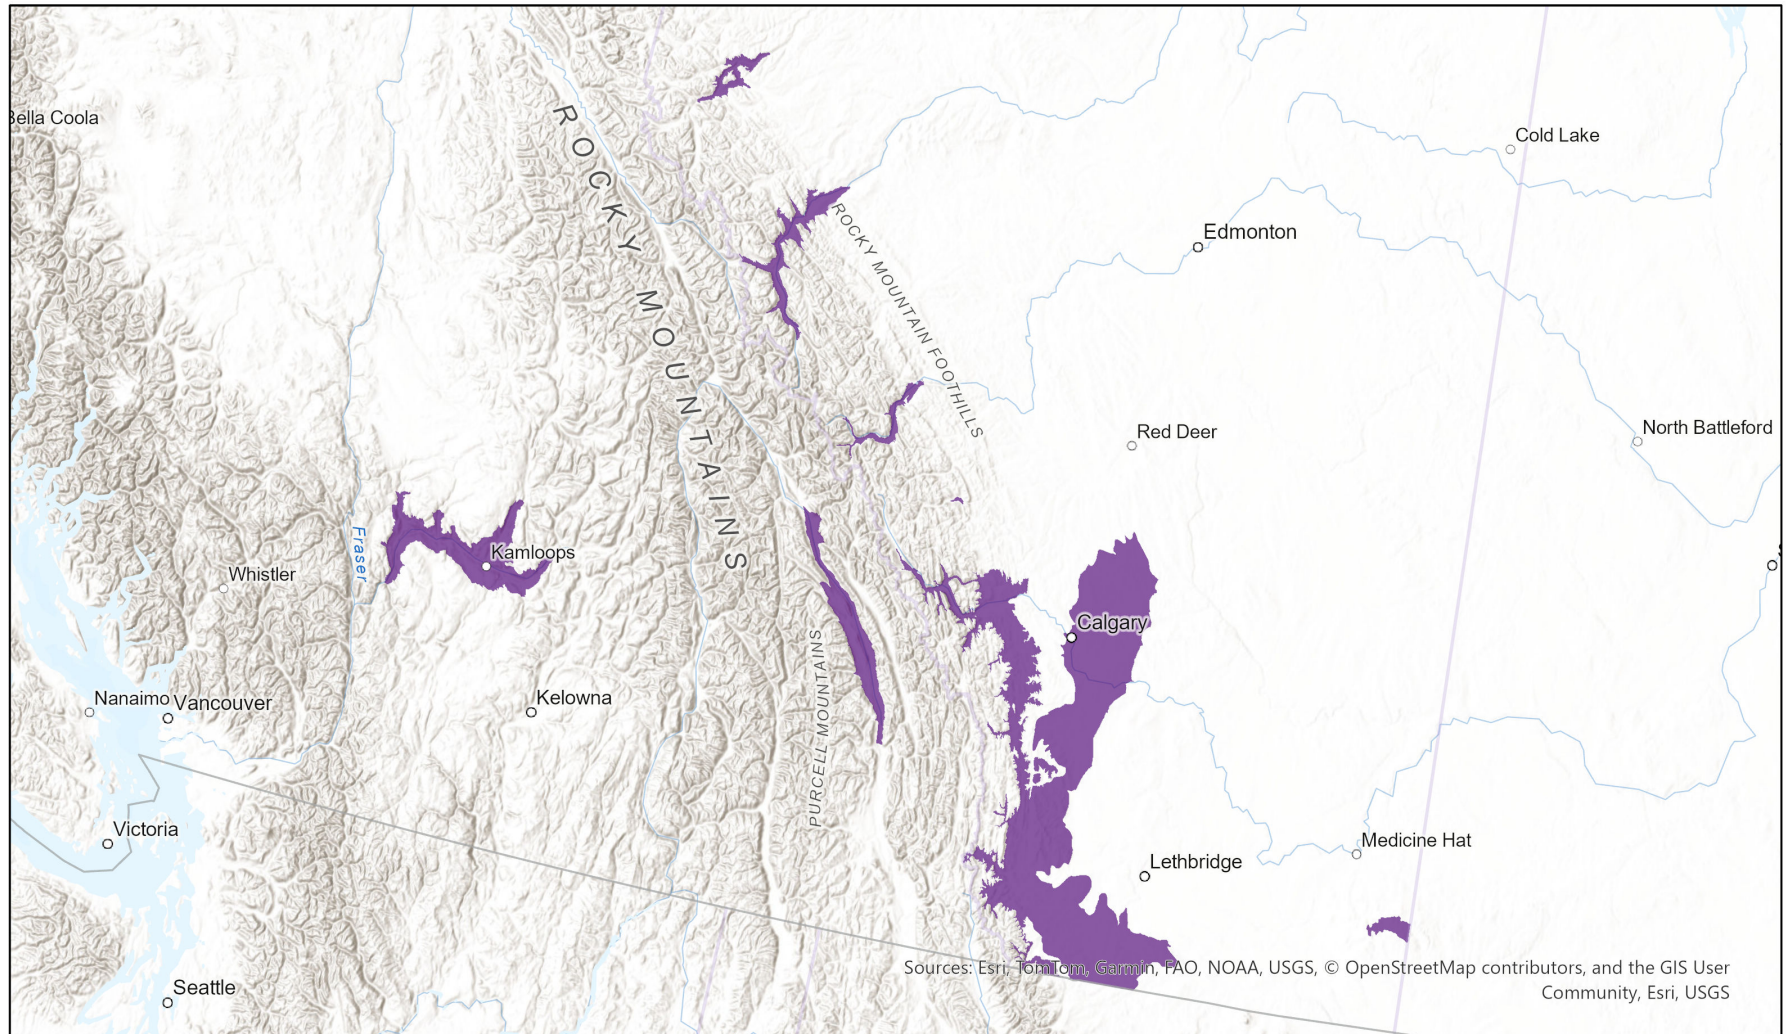 Bella Coola
Cold Lake
ROCKY MOUNTAINS
ROCKY MOUNTAIN FOOTHILLS
Edmonton
Red Deer
North Battleford
Fraser
Kamloops
Whistler
Calgary
PURCELL MOUNTAINS
Nanaimo
Vancouver
Kelowna
Victoria
Medicine Hat
Lethbridge
Seattle
Sources: Esri, TomTom, Garmin, FAO, NOAA, USGS, © OpenStreetMap contributors, and the GIS User
Community, Esri, USGS